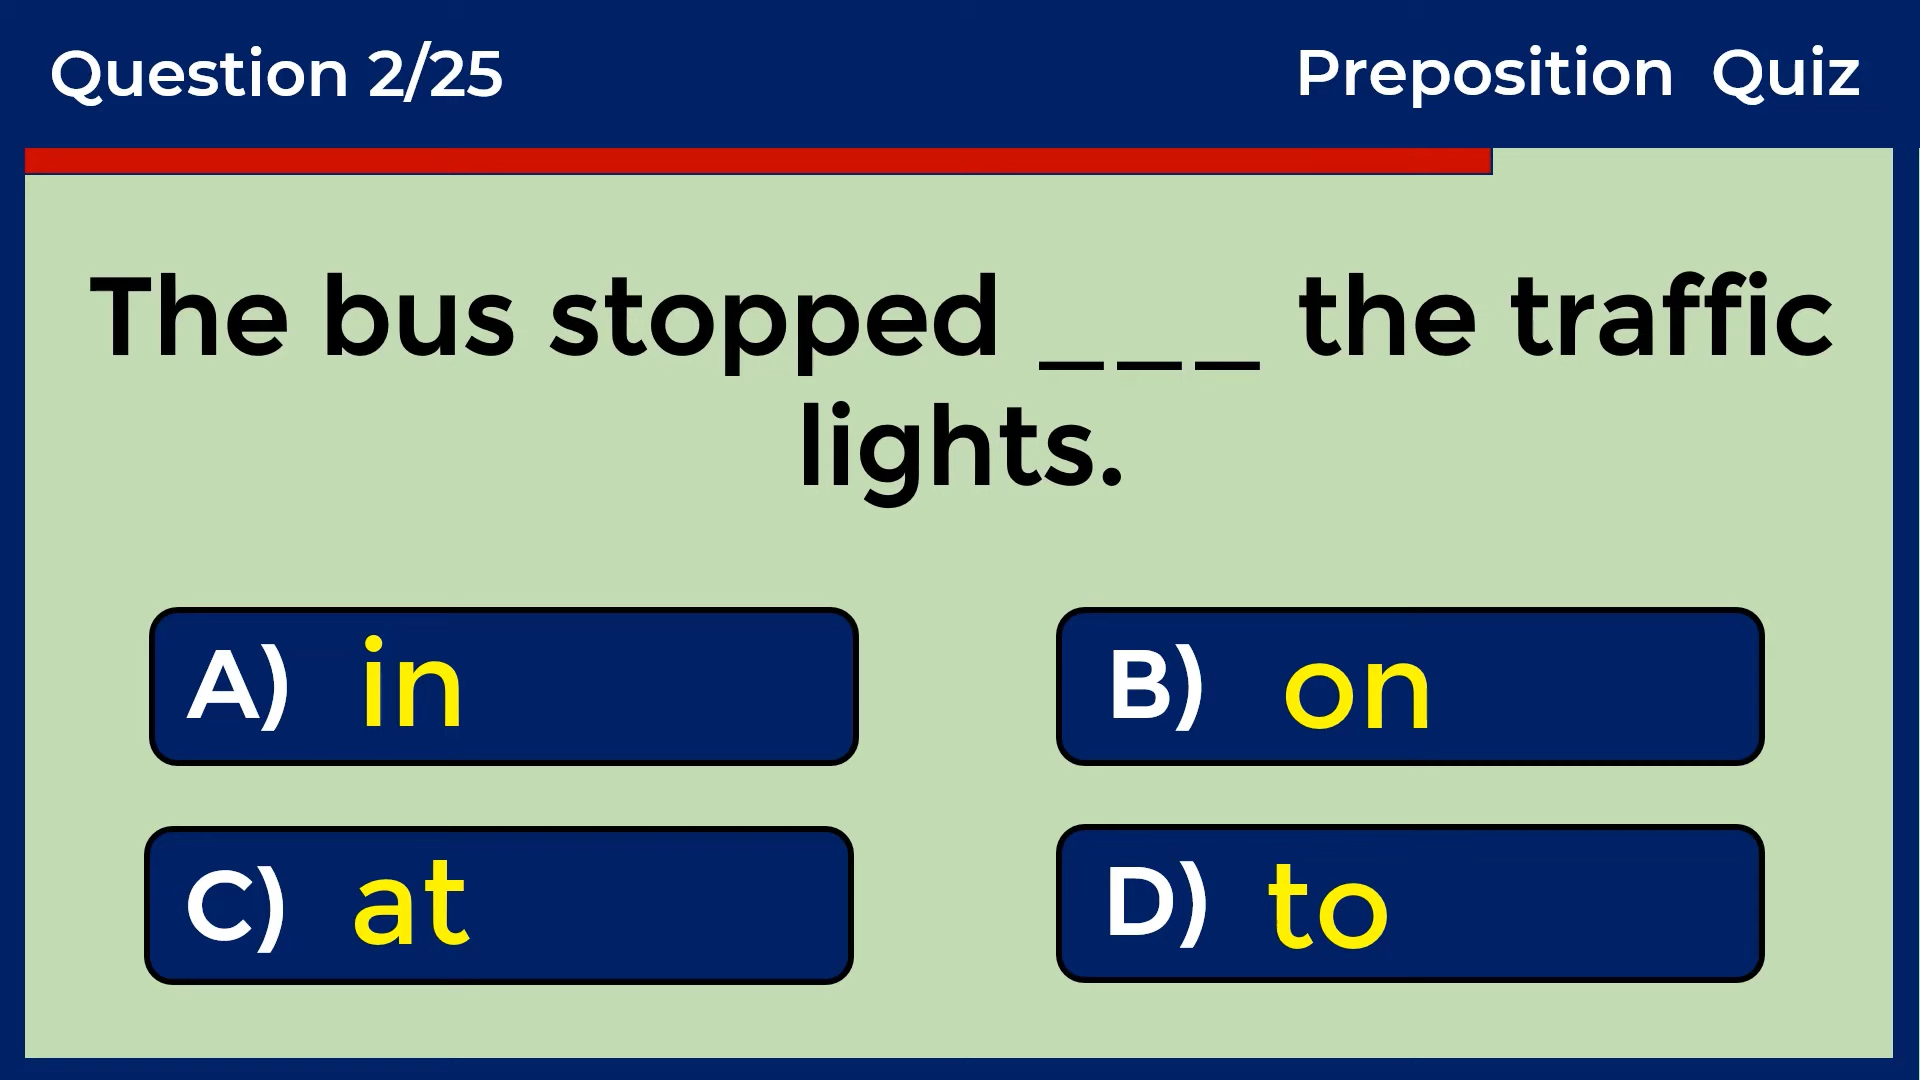 Question 2/25
Preposition Quiz
The bus stopped ___ the traffic
lights.
A) in
B) on
C) at
D) to